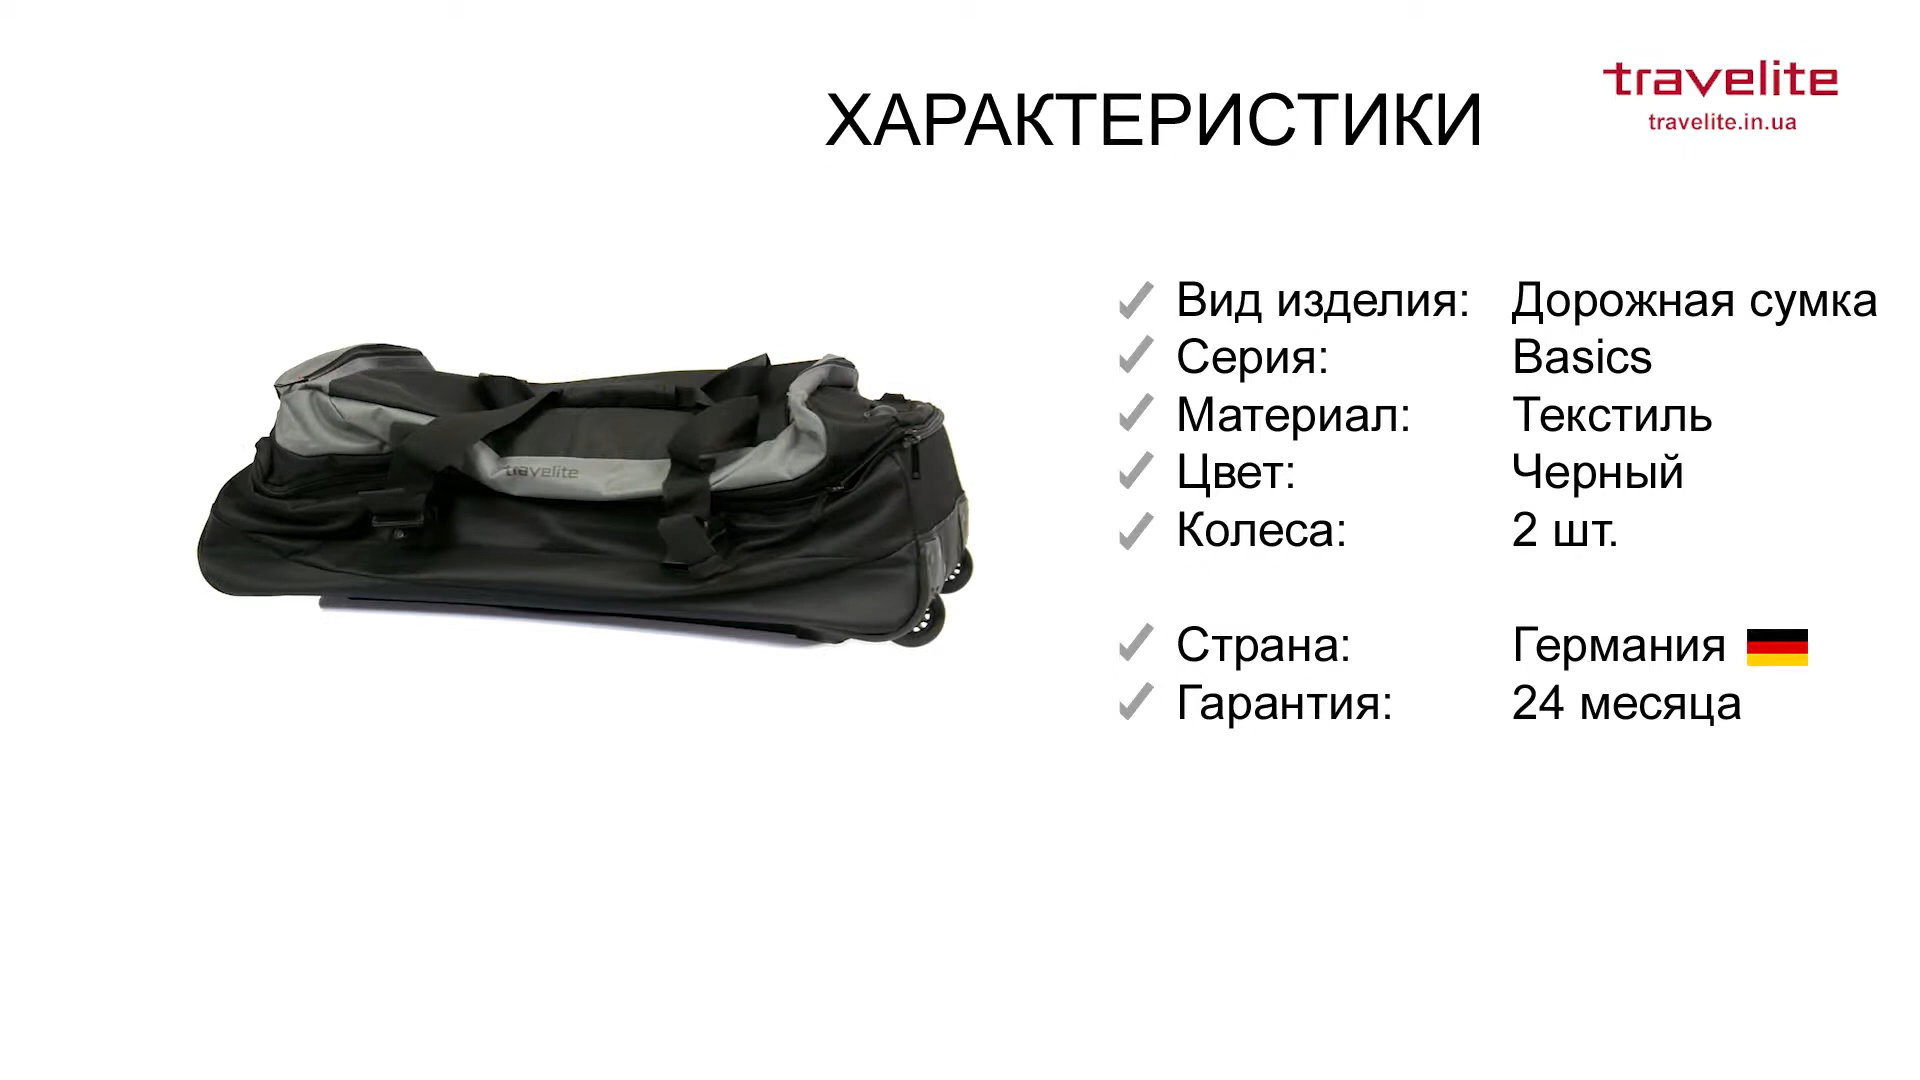 ХАРАКТЕРИСТИКИ
travelite
travelite.in.ua
travelite
Вид изделия: Дорожная сумка
Серия: Basics
Материал: Текстиль
Цвет: Черный
Колеса: 2 шт.
Страна: Германия
Гарантия: 24 месяца